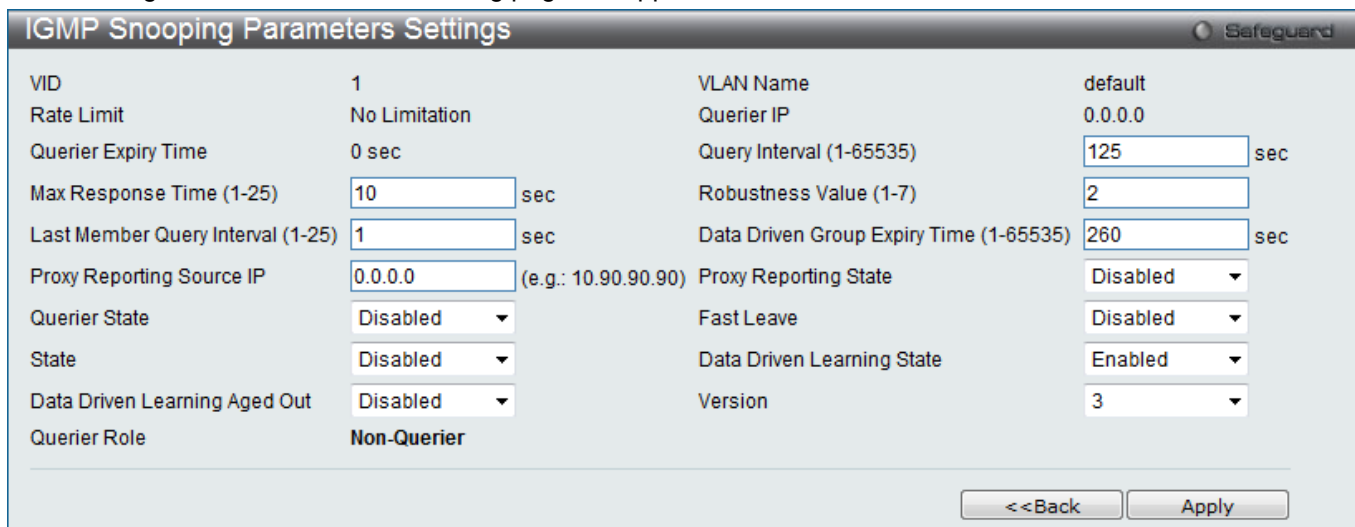 IGMP Snooping Parameters Settings Safeguard
VID 1 VLAN Name default
Rate Limit No Limitation Querier IP 0.0.0.0
Querier Expiry Time 0 sec Query Interval (1-65535) 125 sec
Max Response Time (1-25) 10 sec Robustness Value (1-7) 2
Last Member Query Interval (1-25) 1 sec Data Driven Group Expiry Time (1-65535) 260 sec
Proxy Reporting Source IP 0.0.0.0 (e.g.: 10.90.90.90) Proxy Reporting State Disabled
Querier State Disabled Fast Leave Disabled
State Disabled Data Driven Learning State Enabled
Data Driven Learning Aged Out Disabled Version 3
Querier Role Non-Querier
<<Back Apply